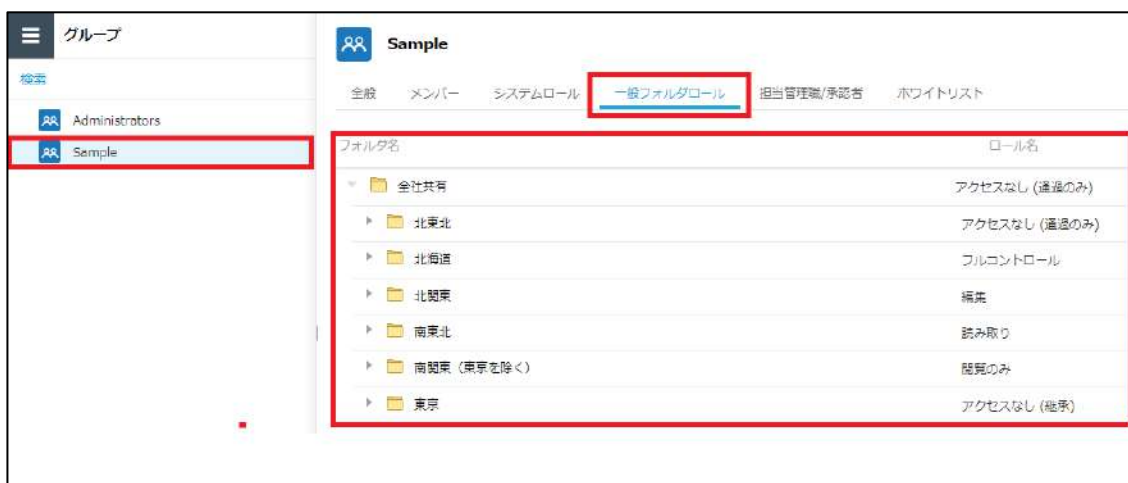 グループ
検索
Administrators
Sample
Sample
全般 メンバー システムロール 一般フォルダロール 担当管理職/承認者 ホワイトリスト
フォルダ名 ロール名
全社共有 アクセスなし (通過のみ)
北東北 アクセスなし (通過のみ)
北海道 フルコントロール
北関東 編集
南東北 読み取り
南関東（東京を除く） 閲覧のみ
東京 アクセスなし (継承)